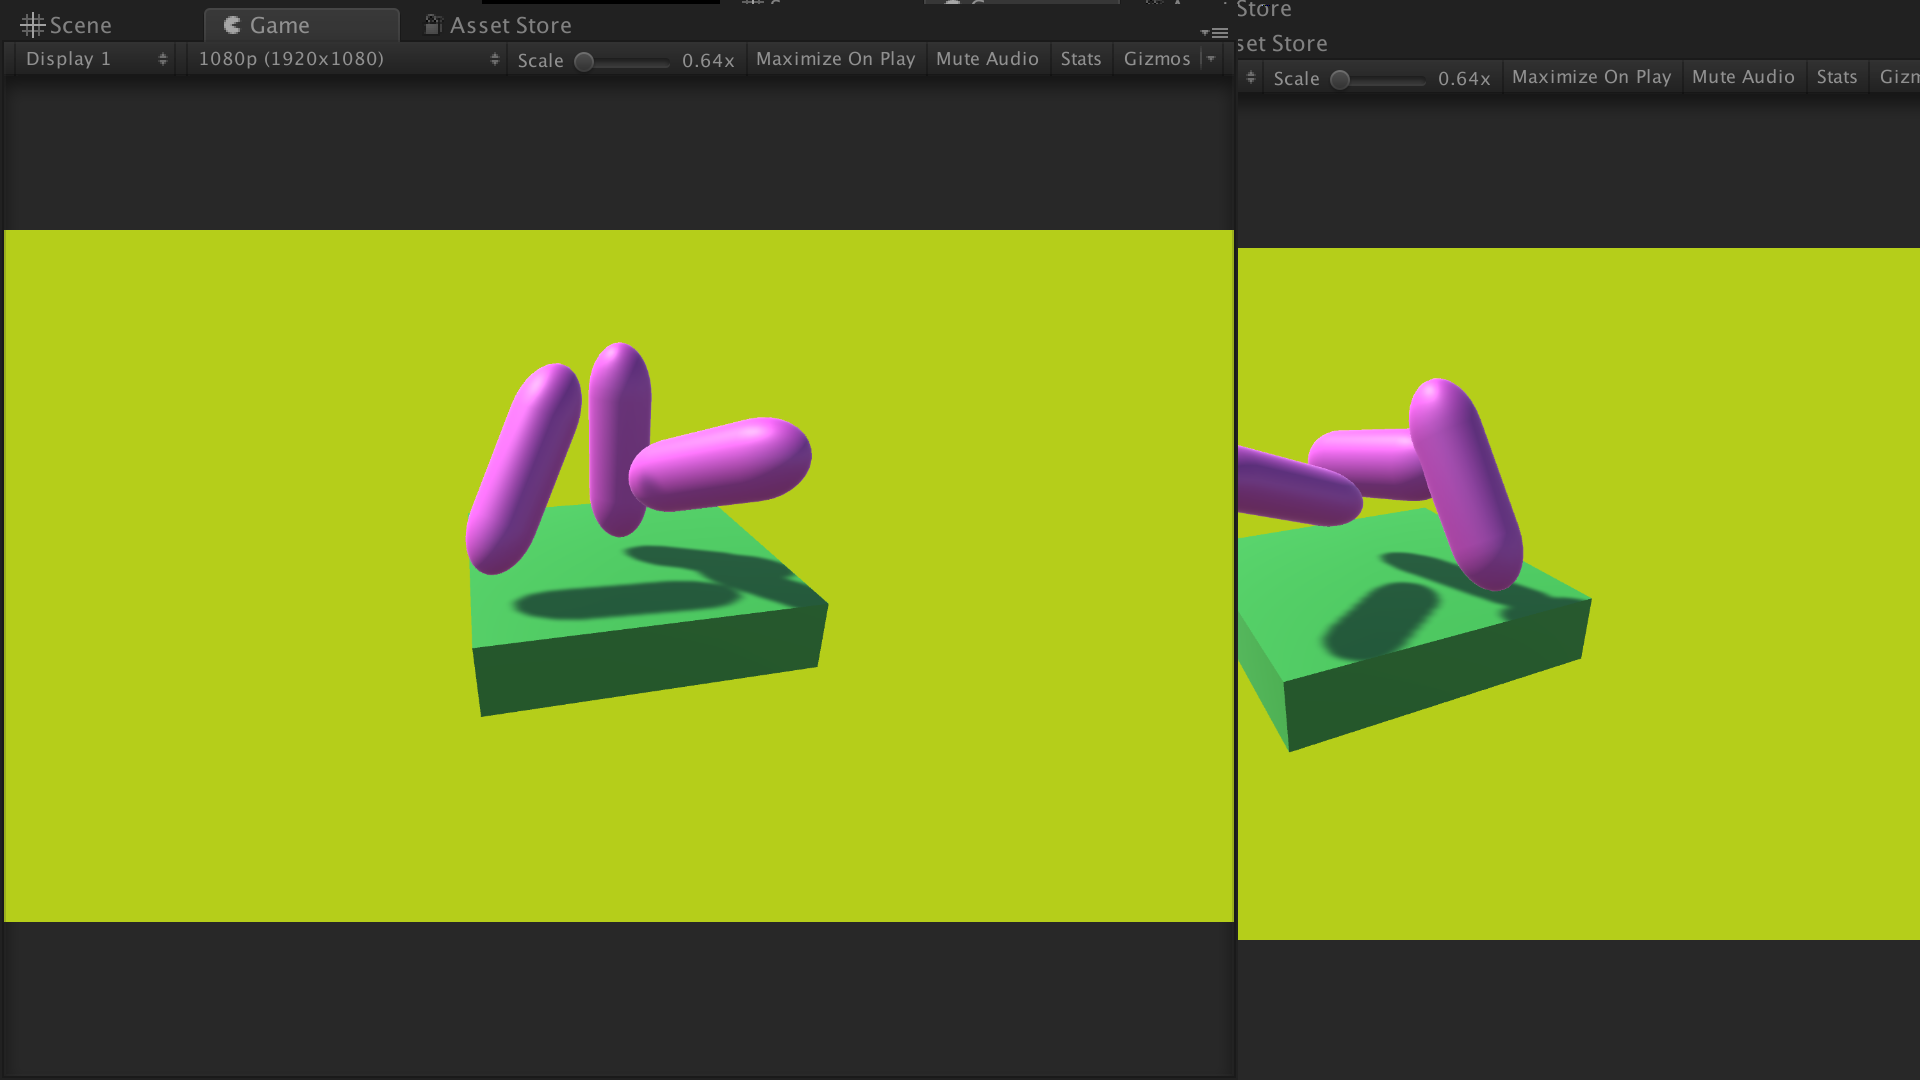 Store
Scene
Game
Asset Store
set Store
Display 1
1080p (1920x1080)
Scale
0.64x
Maximize On Play
Mute Audio
Stats
Gizmos
Scale
0.64x
Maximize On Play
Mute Audio
Stats